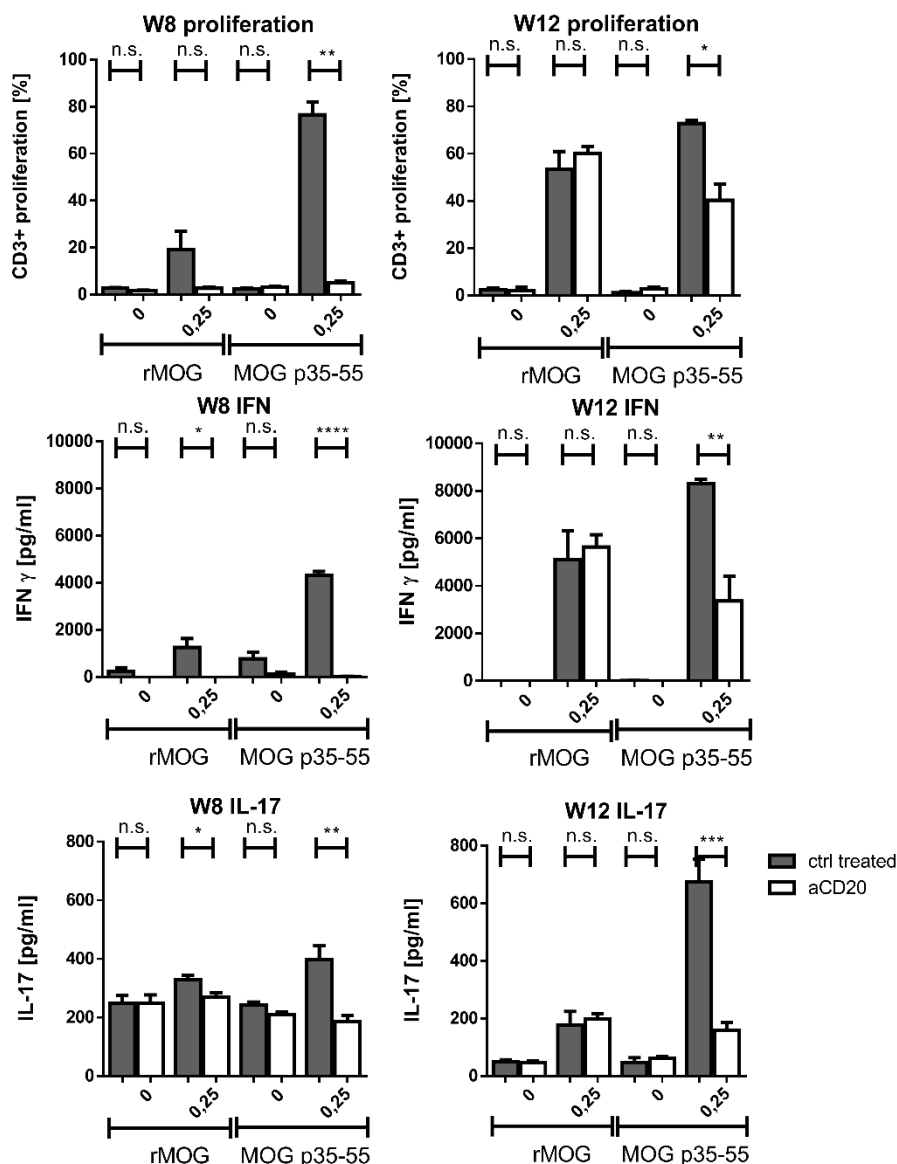 W8 proliferation
n.s. n.s. n.s. **
CD3+ proliferation [%]
100
80
60
40
20
0
0 0,25 0 0,25
rMOG MOG p35-55
W12 proliferation
n.s. n.s. n.s. *
CD3+ proliferation [%]
100
80
60
40
20
0
0 0,25 0 0,25
rMOG MOG p35-55
W8 IFN
n.s. * n.s. ****
IFN γ [pg/ml]
10000
8000
6000
4000
2000
0
0 0,25 0 0,25
rMOG MOG p35-55
W12 IFN
n.s. n.s. n.s. **
IFN γ [pg/ml]
10000
8000
6000
4000
2000
0
0 0,25 0 0,25
rMOG MOG p35-55
W8 IL-17
n.s. * n.s. **
IL-17 [pg/ml]
800
600
400
200
0
0 0,25 0 0,25
rMOG MOG p35-55
W12 IL-17
n.s. n.s. n.s. ***
IL-17 [pg/ml]
800
600
400
200
0
0 0,25 0 0,25
rMOG MOG p35-55
ctrl treated
aCD20